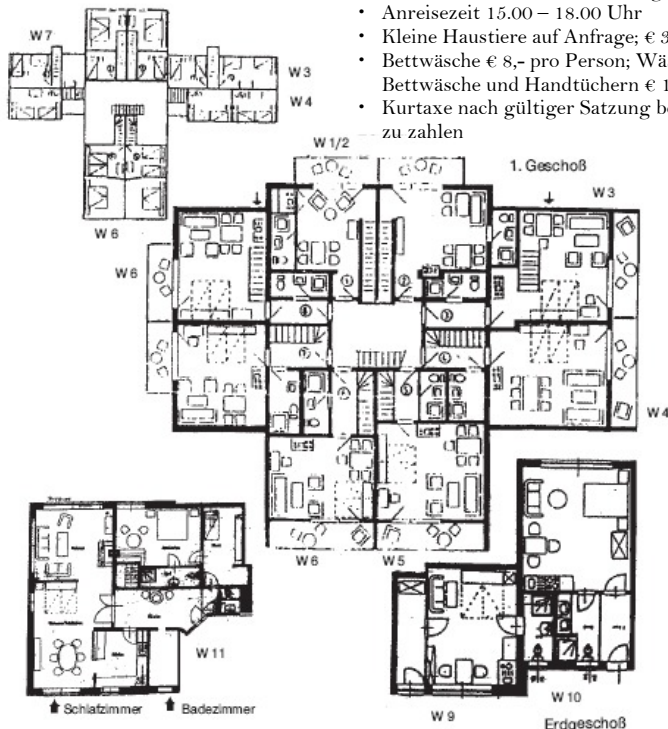 • Anreisezeit 15.00 – 18.00 Uhr
• Kleine Haustiere auf Anfrage; € 3
• Bettwäsche € 8,- pro Person; Wä
Bettwäsche und Handtüchern € 1
• Kurtaxe nach gültiger Satzung be
zu zahlen
W 7
W 3
W 4
W 6
W 1/2
1. Geschoß
W 3
W 6
W 4
W 6
W 5
W 11
Schlafzimmer
Badezimmer
W 9
W 10
Erdgeschoß